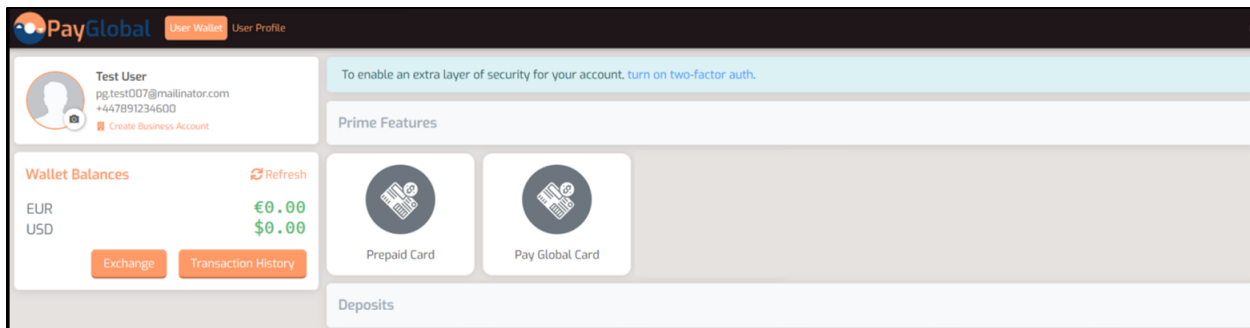 PayGlobal User Wallet User Profile
Test User
pg.test007@mailinator.com
+447891234600
Create Business Account
To enable an extra layer of security for your account, turn on two-factor auth.
Prime Features
Wallet Balances Refresh
EUR €0.00
USD $0.00
Exchange Transaction History
Prepaid Card
Pay Global Card
Deposits